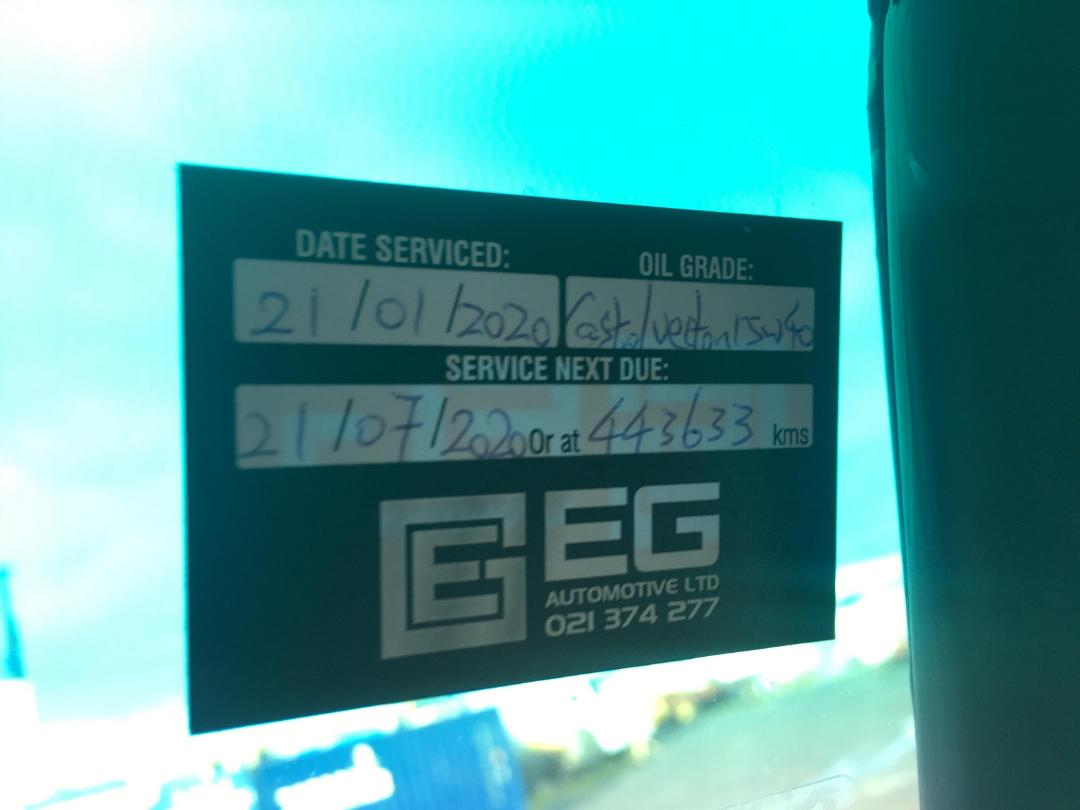 DATE SERVICED: OIL GRADE:
21/01/2020 Castol vecton 15w40
SERVICE NEXT DUE:
21/07/2020 Or at 443633 kms
EG
AUTOMOTIVE LTD
021 374 277